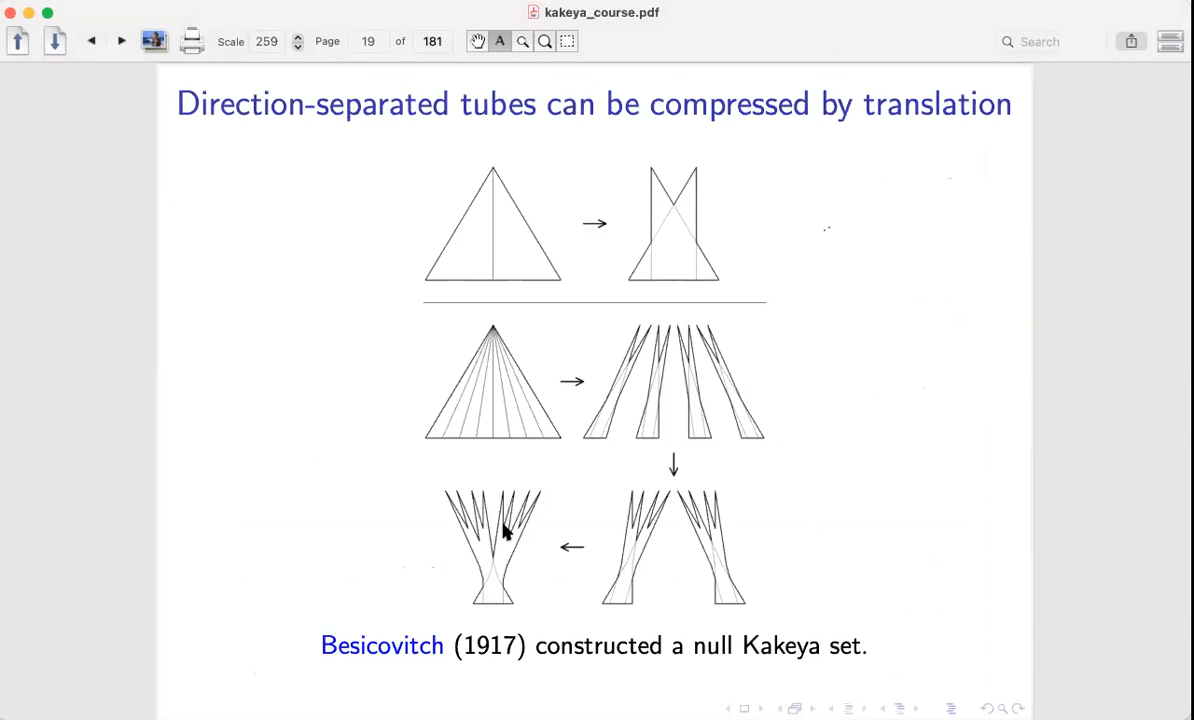 kakeya_course.pdf
Scale 259 Page 19 of 181 A Search
Direction-separated tubes can be compressed by translation
Besicovitch (1917) constructed a null Kakeya set.